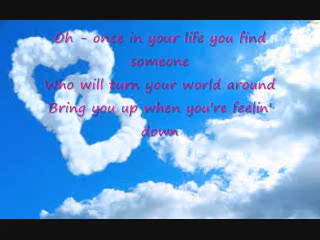 Oh - once in your life you find
someone
Who will turn your world around
Bring you up when you're feelin'
down